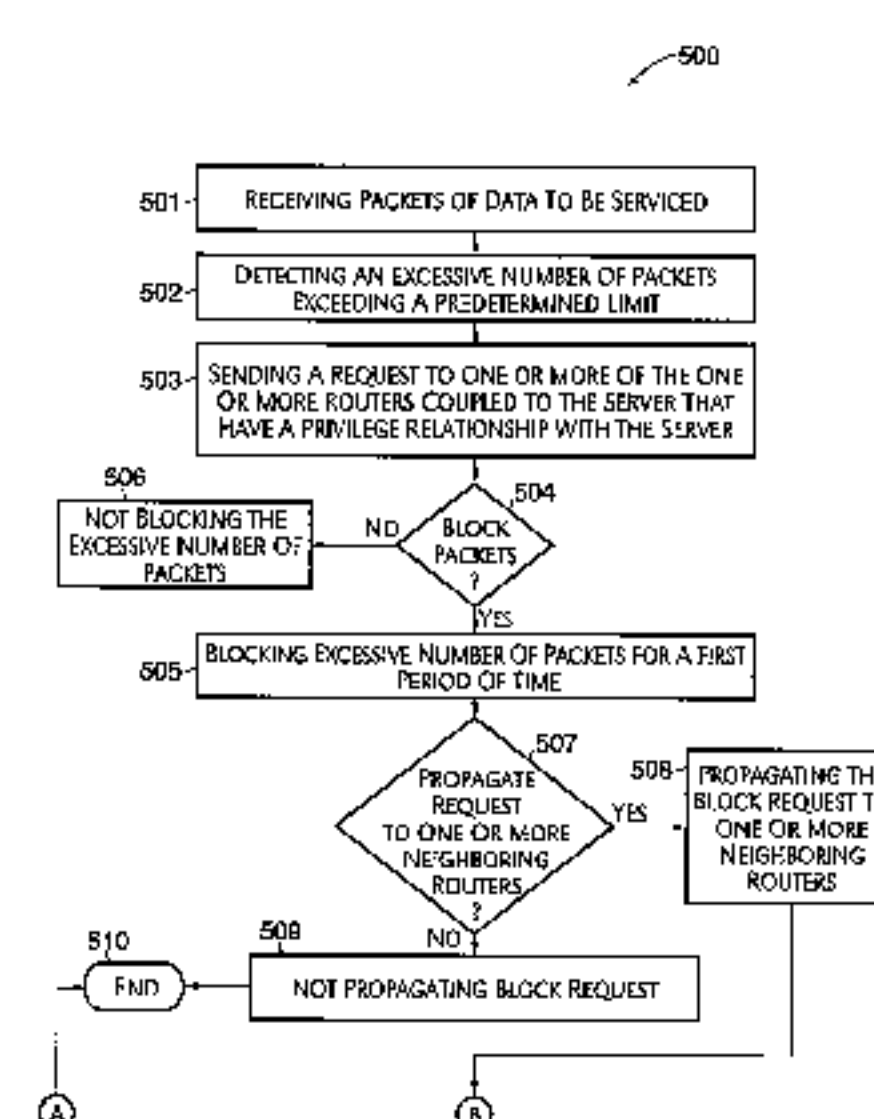 500
501
RECEIVING PACKETS OF DATA TO BE SERVICED
502
DETECTING AN EXCESSIVE NUMBER OF PACKETS
EXCEEDING A PREDETERMINED LIMIT
503
SENDING A REQUEST TO ONE OR MORE OF THE ONE
OR MORE ROUTERS COUPLED TO THE SERVER THAT
HAVE A PRIVILEGE RELATIONSHIP WITH THE SERVER
506
NOT BLOCKING THE
EXCESSIVE NUMBER OF
PACKETS
NO
504
BLOCK
PACKETS
?
YES
505
BLOCKING EXCESSIVE NUMBER OF PACKETS FOR A FIRST
PERIOD OF TIME
507
PROPAGATE
REQUEST
TO ONE OR MORE
NEIGHBORING
ROUTERS
?
YES
508
PROPAGATING TH
BLOCK REQUEST T
ONE OR MORE
NEIGHBORING
ROUTERS
NO
509
NOT PROPAGATING BLOCK REQUEST
510
END
A
B